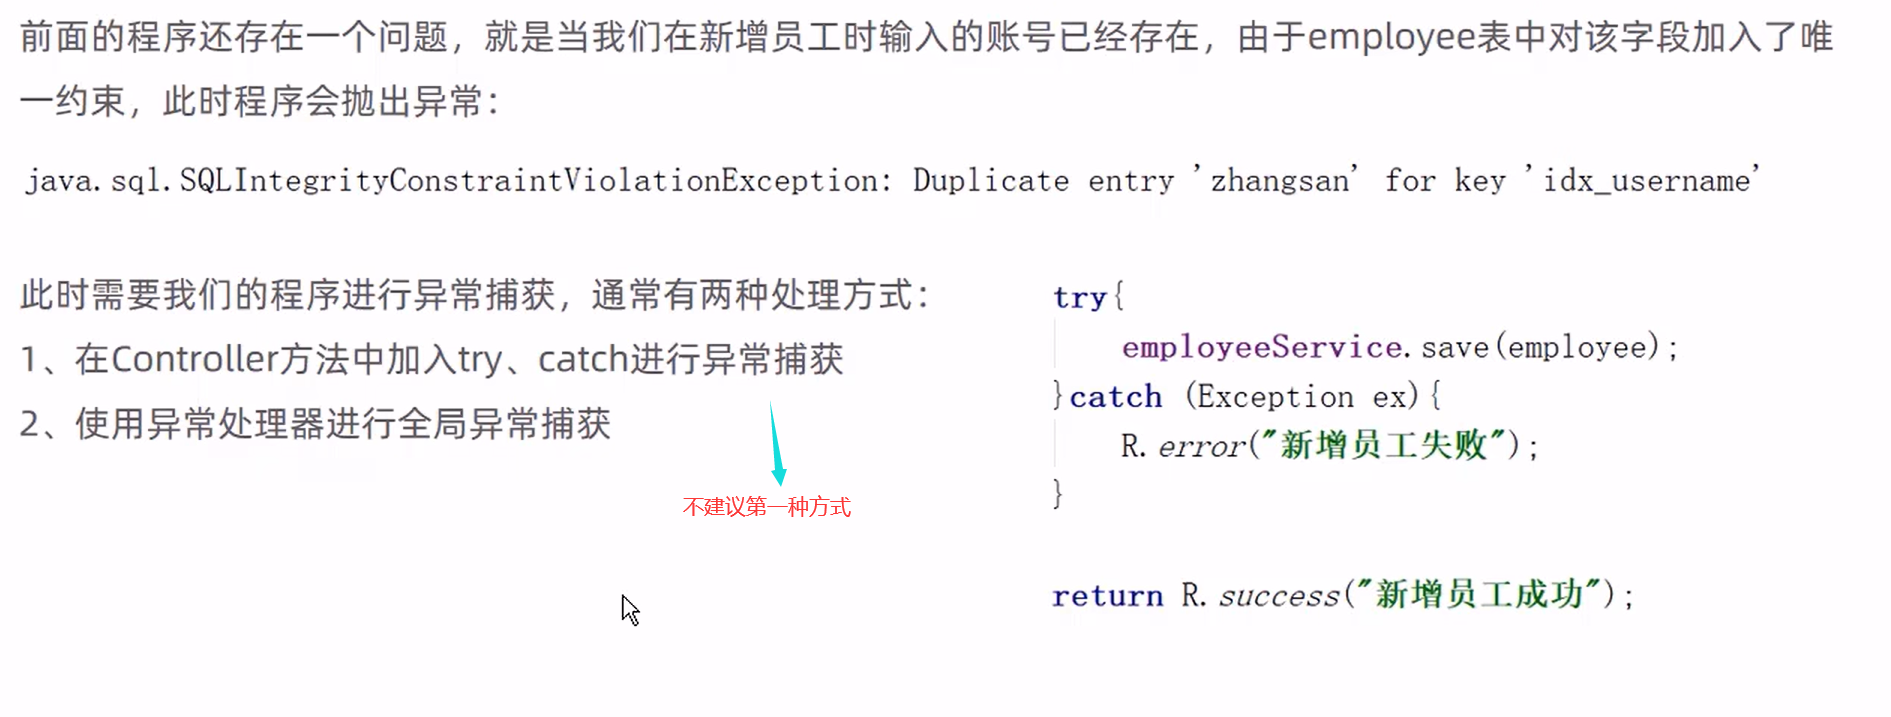 前面的程序还存在一个问题，就是当我们在新增员工时输入的账号已经存在，由于employee表中对该字段加入了唯
一约束，此时程序会抛出异常：
java.sql.SQLIntegrityConstraintViolationException: Duplicate entry 'zhangsan' for key 'idx_username'
此时需要我们的程序进行异常捕获，通常有两种处理方式：
1、在Controller方法中加入try、catch进行异常捕获
2、使用异常处理器进行全局异常捕获
不建议第一种方式
try{
employeeService.save(employee);
}catch (Exception ex){
R.error("新增员工失败");
}
return R.success("新增员工成功");